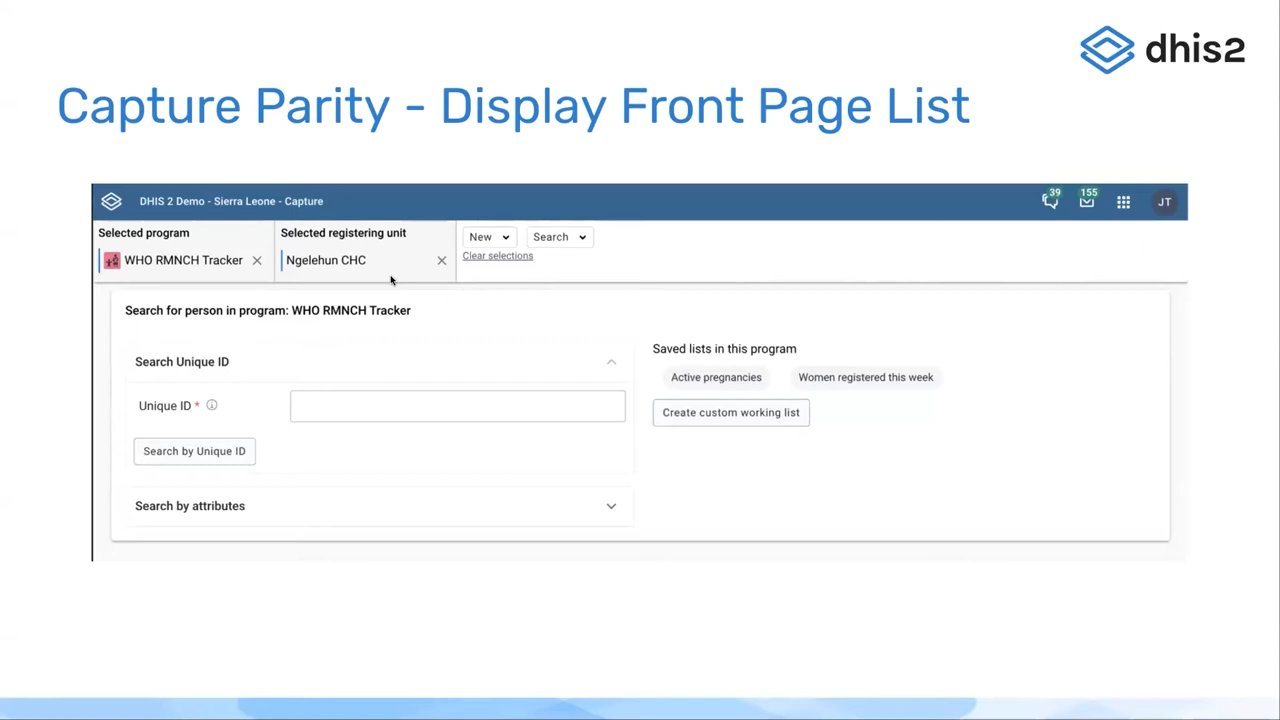 dhis2
Capture Parity - Display Front Page List
DHIS 2 Demo - Sierra Leone - Capture
39
155
JT
Selected program
WHO RMNCH Tracker
Selected registering unit
Ngelehun CHC
New
Search
Clear selections
Search for person in program: WHO RMNCH Tracker
Search Unique ID
Unique ID *
Search by Unique ID
Search by attributes
Saved lists in this program
Active pregnancies
Women registered this week
Create custom working list